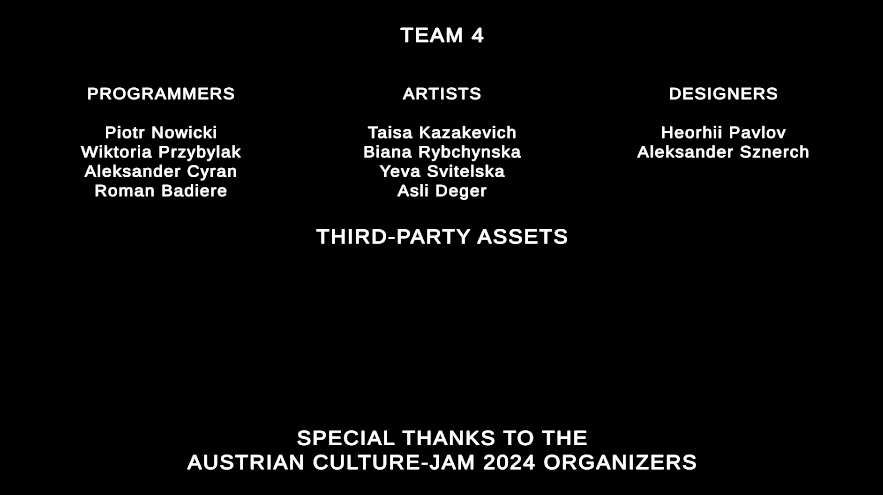 TEAM 4
PROGRAMMERS
Piotr Nowicki
Wiktoria Przybylak
Aleksander Cyran
Roman Badiere
ARTISTS
Taisa Kazakevich
Biana Rybchynska
Yeva Svitelska
Asli Deger
DESIGNERS
Heorhii Pavlov
Aleksander Sznerch
THIRD-PARTY ASSETS
SPECIAL THANKS TO THE
AUSTRIAN CULTURE-JAM 2024 ORGANIZERS